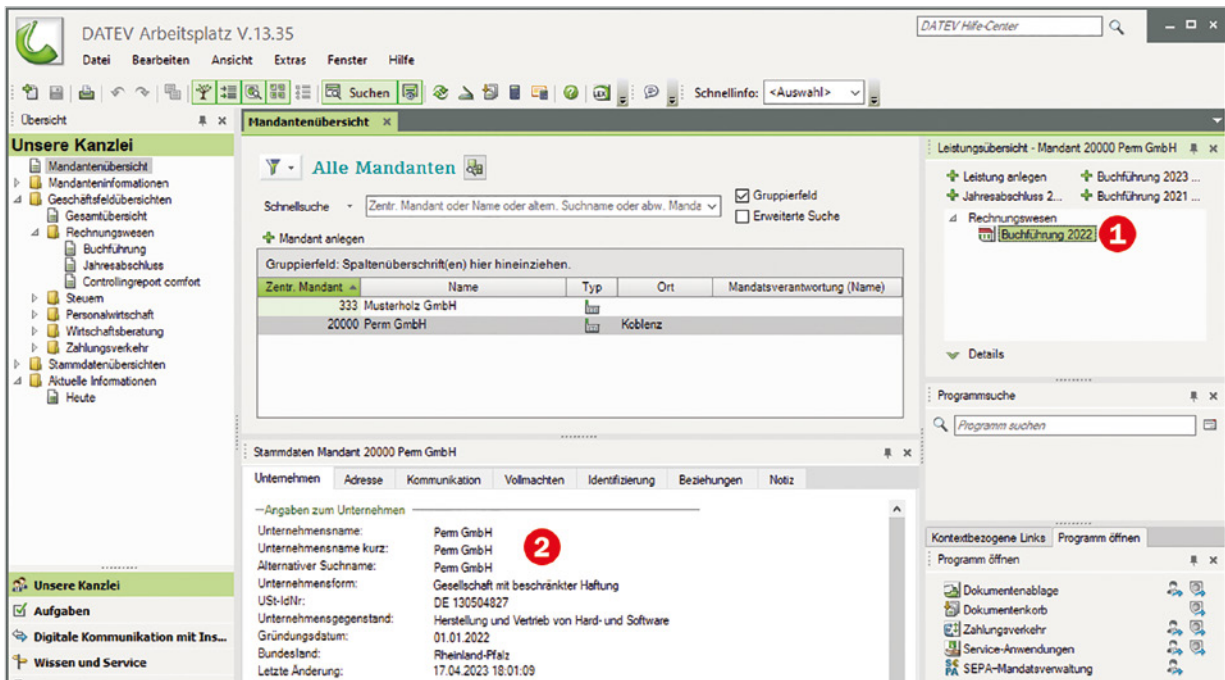 DATEV Arbeitsplatz V.13.35
DATEV Hilfe-Center
Datei Bearbeiten Ansicht Extras Fenster Hilfe
Suchen Schnellinfo: <Auswahl>
Übersicht
Unsere Kanzlei
Mandantenübersicht
Mandanteninformationen
Geschäftsfeldübersichten
Gesamtübersicht
Rechnungswesen
Buchführung
Jahresabschluss
Controllingreport comfort
Steuern
Personalwirtschaft
Wirtschaftsberatung
Zahlungsverkehr
Stammdatenübersichten
Aktuelle Informationen
Heute
Unsere Kanzlei
Aufgaben
Digitale Kommunikation mit Ins...
Wissen und Service
Mandantenübersicht
Alle Mandanten
Schnellsuche Zentr. Mandant oder Name oder altern. Suchname oder abw. Manda
Gruppierfeld
Erweiterte Suche
Mandant anlegen
Gruppierfeld: Spaltenüberschrift(en) hier hineinziehen.
Zentr. Mandant Name Typ Ort Mandatsverantwortung (Name)
333 Musterholz GmbH
20000 Perm GmbH Koblenz
Stammdaten Mandant 20000 Perm GmbH
Unternehmen Adresse Kommunikation Vollmachten Identifizierung Beziehungen Notiz
Angaben zum Unternehmen
Unternehmensname: Perm GmbH
Unternehmensname kurz: Perm GmbH
2
Alternativer Suchname: Perm GmbH
Unternehmensform: Gesellschaft mit beschränkter Haftung
USt-IdNr: DE 130504827
Unternehmensgegenstand: Herstellung und Vertrieb von Hard- und Software
Gründungsdatum: 01.01.2022
Bundesland: Rheinland-Pfalz
Letzte Änderung: 17.04.2023 18:01:09
Leistungsübersicht - Mandant 20000 Perm GmbH
Leistung anlegen Buchführung 2023 ...
Jahresabschluss 2... Buchführung 2021 ...
Rechnungswesen
Buchführung 2022 1
Details
Programmsuche
Programm suchen
Kontextbezogene Links Programm öffnen
Programm öffnen
Dokumentenablage
Dokumentenkorb
Zahlungsverkehr
Service-Anwendungen
SEPA-Mandatsverwaltung